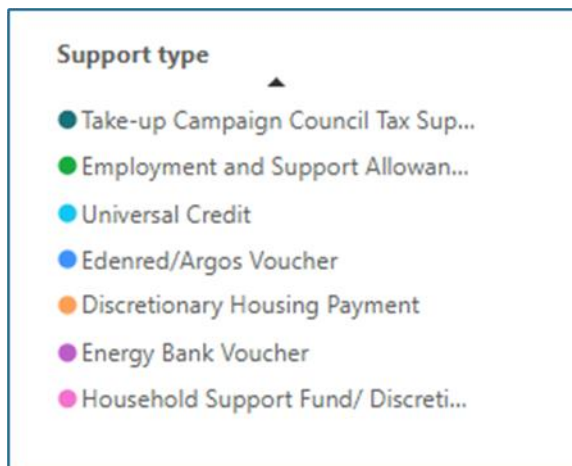 Support type
Take-up Campaign Council Tax Sup...
Employment and Support Allowan...
Universal Credit
Edenred/Argos Voucher
Discretionary Housing Payment
Energy Bank Voucher
Household Support Fund/ Discreti...